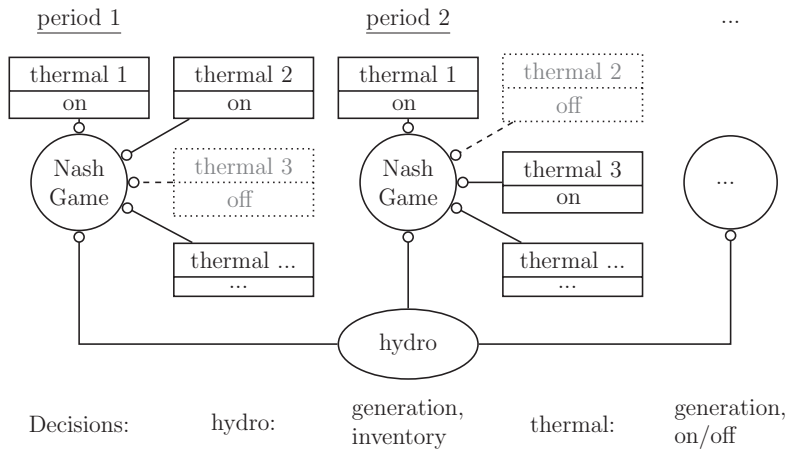 period 1
period 2
...
thermal 1
on
thermal 2
on
thermal 1
on
thermal 2
off
Nash
Game
thermal 3
off
Nash
Game
thermal 3
on
...
thermal ...
...
thermal ...
...
hydro
Decisions:
hydro:
generation,
inventory
thermal:
generation,
on/off